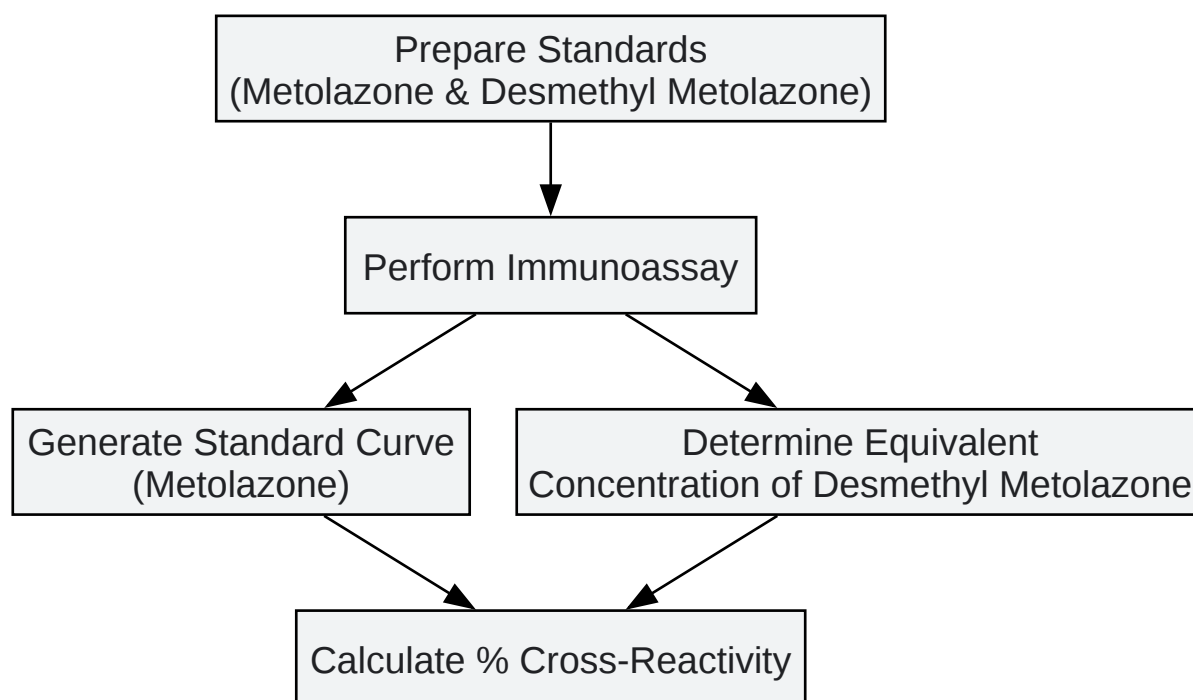 Prepare Standards
(Metolazone & Desmethyl Metolazone)
Perform Immunoassay
Generate Standard Curve
(Metolazone)
Determine Equivalent
Concentration of Desmethyl Metolazone
Calculate % Cross-Reactivity